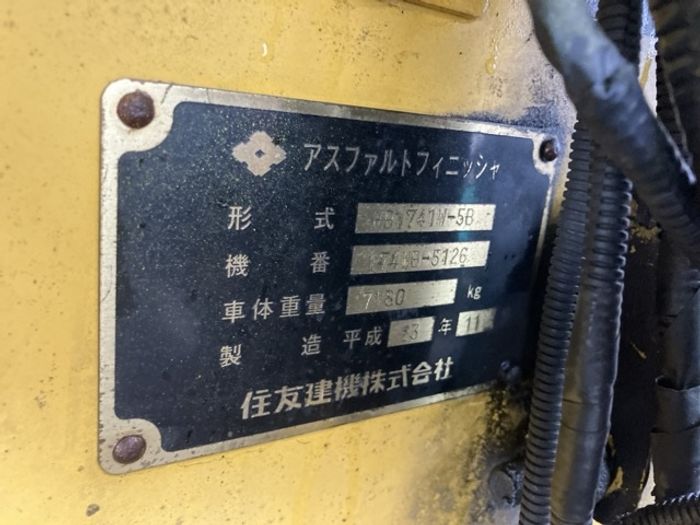 アスファルトフィニッシャ
形式 -5B
機番 -5126
車体重量 kg
製造 平成 年 11
住友建機株式会社